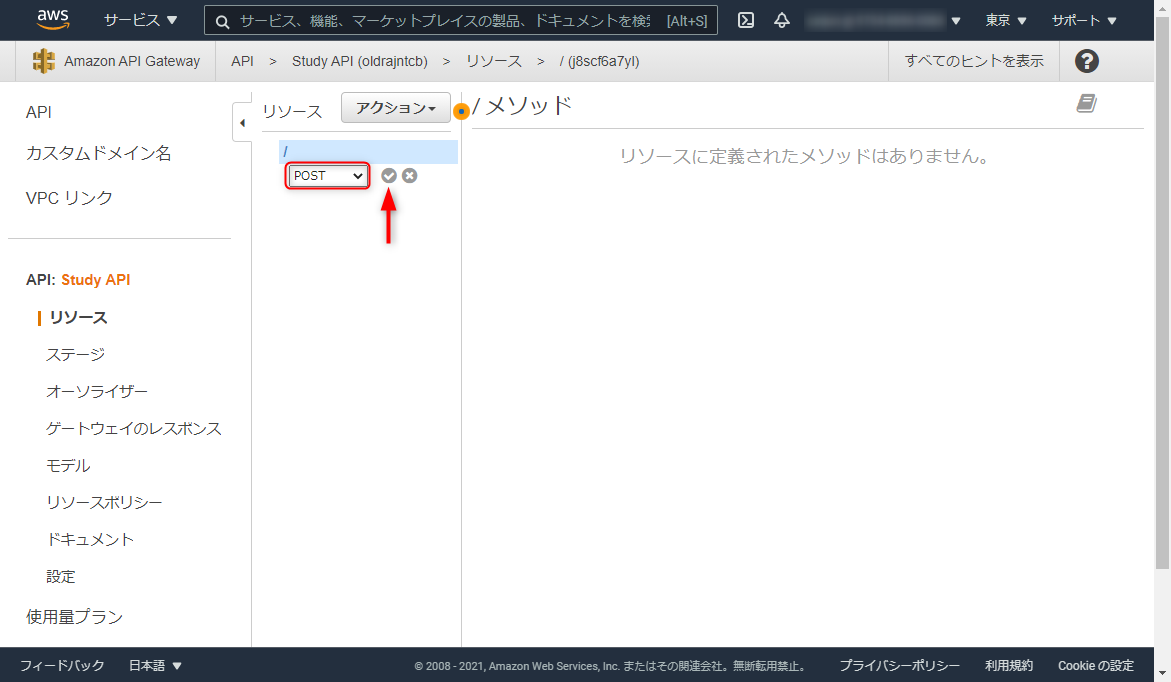 aws
サービス ▼
サービス、機能、マーケットプレイスの製品、ドキュメントを検 [Alt+S]
東京 ▼
サポート ▼
Amazon API Gateway
API > Study API (oldrajntcb) > リソース > / (j8scf6a7yl)
すべてのヒントを表示
API
カスタムドメイン名
VPC リンク
API: Study API
リソース
ステージ
オーソライザー
ゲートウェイのレスポンス
モデル
リソースポリシー
ドキュメント
設定
使用量プラン
リソース
アクション
/
POST
/ メソッド
リソースに定義されたメソッドはありません。
フィードバック
日本語 ▼
© 2008 - 2021, Amazon Web Services, Inc. またはその関連会社。無断転用禁止。
プライバシーポリシー
利用規約
Cookie の設定